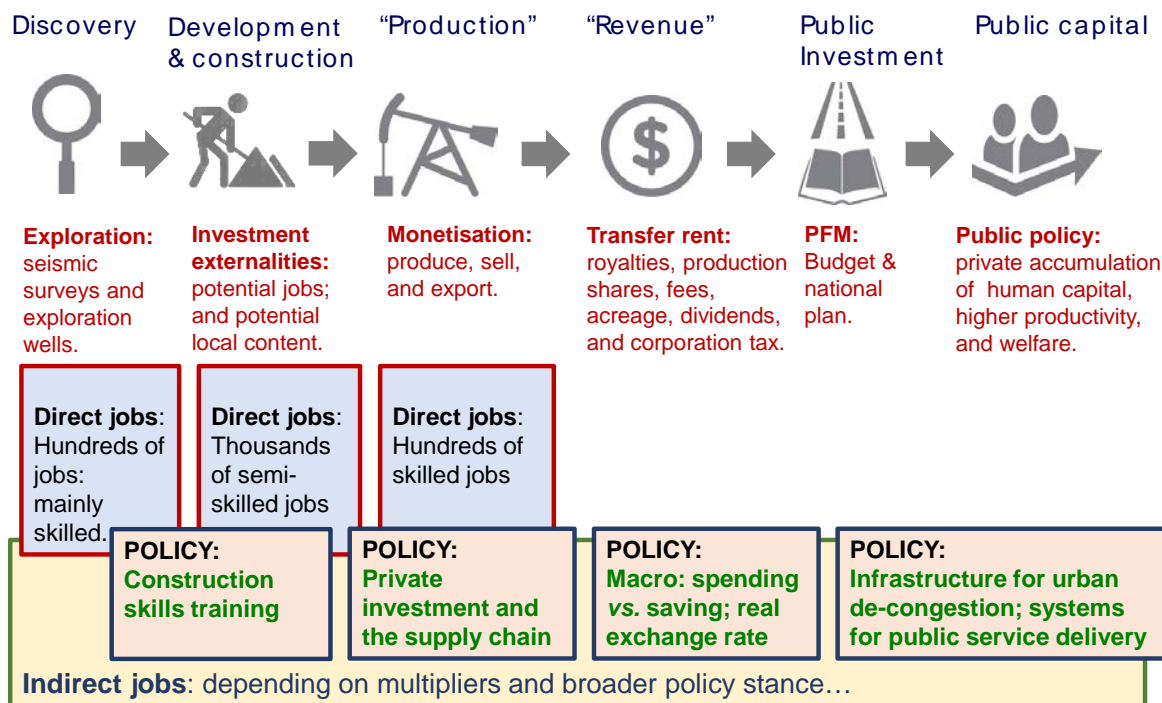 Discovery
Development
& construction
“Production”
“Revenue”
Public
Investment
Public capital
$
Exploration:
seismic
surveys and
exploration
wells.
Investment
externalities:
potential jobs;
and potential
local content.
Monetisation:
produce, sell,
and export.
Transfer rent:
royalties, production
shares, fees,
acreage, dividends,
and corporation tax.
PFM:
Budget &
national
plan.
Public policy:
private accumulation
of human capital,
higher productivity,
and welfare.
Direct jobs:
Hundreds of
jobs:
mainly
skilled.
Direct jobs:
Thousands
of semi-
skilled jobs
Direct jobs:
Hundreds of
skilled jobs
POLICY:
Construction
skills training
POLICY:
Private
investment and
the supply chain
POLICY:
Macro: spending
vs. saving; real
exchange rate
POLICY:
Infrastructure for urban
de-congestion; systems
for public service delivery
Indirect jobs: depending on multipliers and broader policy stance…